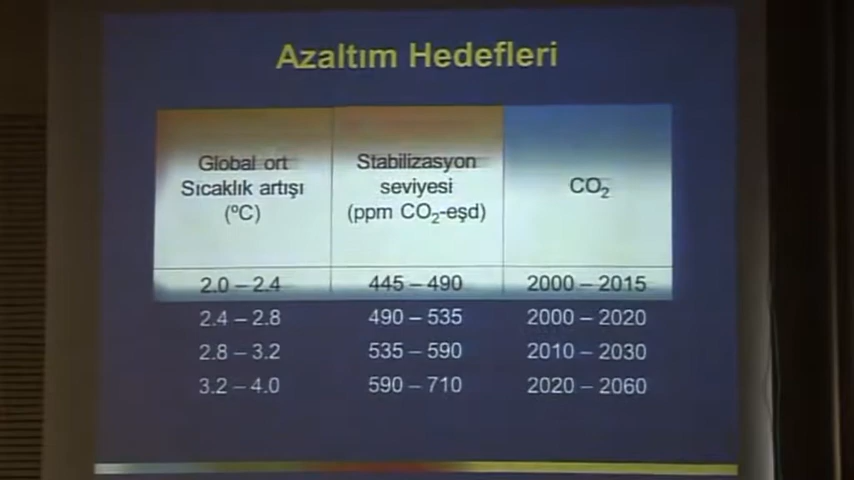 Azaltım Hedefleri
Global ort
Sıcaklık artışı
(ºC)
Stabilizasyon
seviyesi
(ppm CO₂-eşd)
CO₂
2.0 – 2.4 445 – 490 2000 – 2015
2.4 – 2.8 490 – 535 2000 – 2020
2.8 – 3.2 535 – 590 2010 – 2030
3.2 – 4.0 590 – 710 2020 – 2060